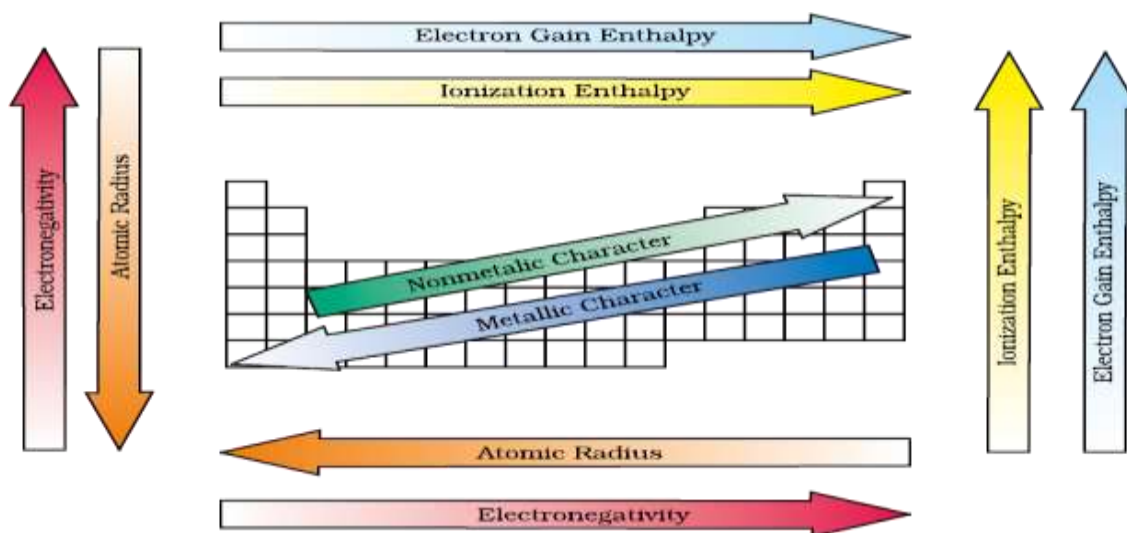 Electron Gain Enthalpy
Ionization Enthalpy
Electronegativity
Atomic Radius
Nonmetalic Character
Metallic Character
Ionization Enthalpy
Electron Gain Enthalpy
Atomic Radius
Electronegativity